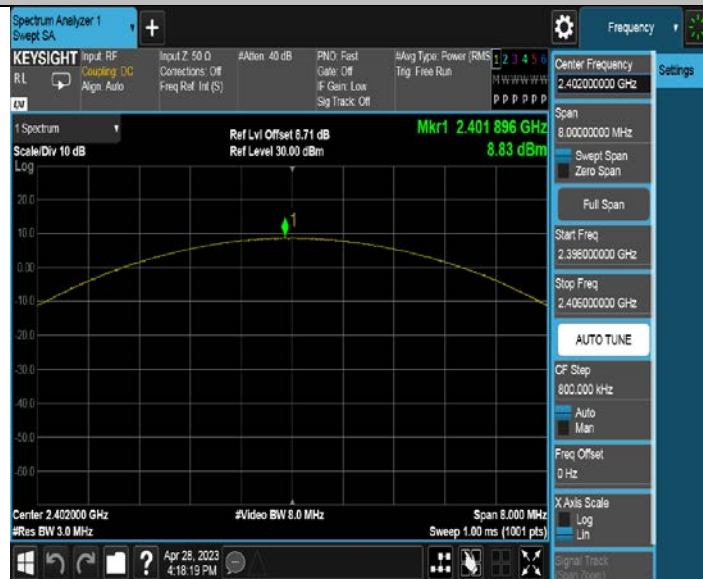 Spectrum Analyzer 1
Swept SA
+
Frequency
KEYSIGHT
RL
Input: RF
Coupling: DC
Align: Auto
Input Z: 50 Ω
Corrections: Off
Freq Ref: Int (S)
#Atten: 40 dB
PNO: Fast
Gate: Off
IF Gain: Low
Sig Track: Off
#Avg Type: Power (RMS
Trig: Free Run
1 2 3 4 5 6
M W W W W W
P P P P P P
1 Spectrum
Scale/Div 10 dB
Log
Ref Lvl Offset 8.71 dB
Ref Level 30.00 dBm
Mkr1 2.401 896 GHz
8.83 dBm
1
20.0
10.0
0.00
-10.0
-20.0
-30.0
-40.0
-50.0
-60.0
Center 2.402000 GHz
#Res BW 3.0 MHz
#Video BW 8.0 MHz
Span 8.000 MHz
Sweep 1.00 ms (1001 pts)
?
Apr 28, 2023
4:18:19 PM
Center Frequency
2.402000000 GHz
Settings
Span
8.00000000 MHz
Swept Span
Zero Span
Full Span
Start Freq
2.398000000 GHz
Stop Freq
2.406000000 GHz
AUTO TUNE
CF Step
800.000 kHz
Auto
Man
Freq Offset
0 Hz
X Axis Scale
Log
Lin
Signal Track
(Span Zoom)